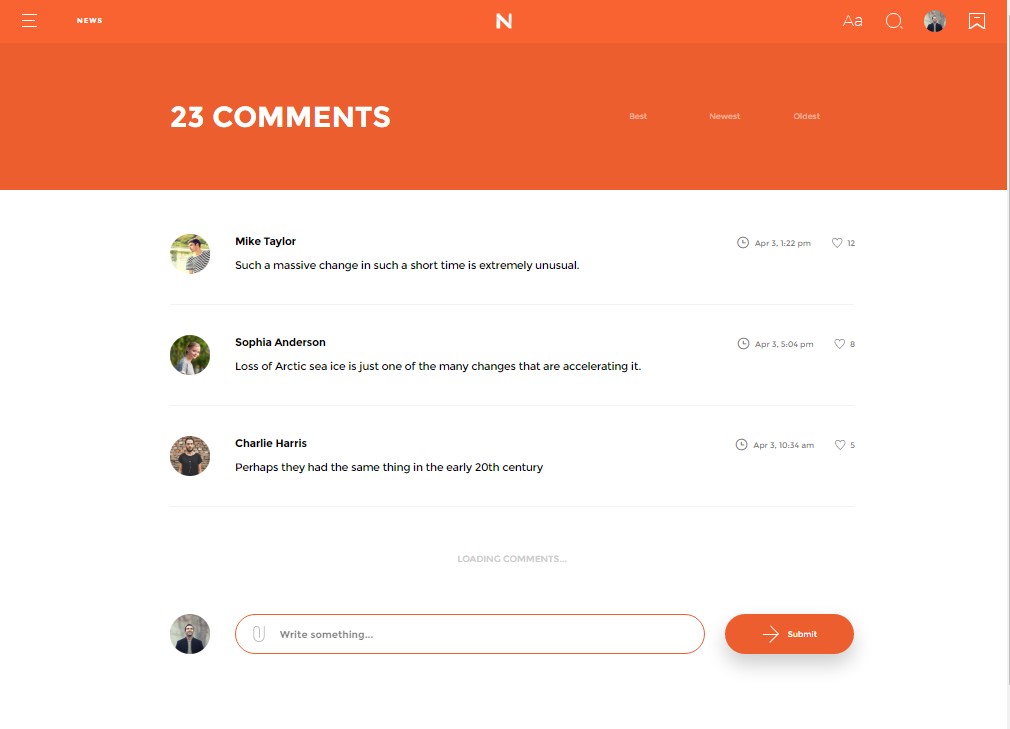 NEWS
N
Aa
23 COMMENTS
Best
Newest
Oldest
Mike Taylor
Apr 3, 1:22 pm
12
Such a massive change in such a short time is extremely unusual.
Sophia Anderson
Apr 3, 5:04 pm
8
Loss of Arctic sea ice is just one of the many changes that are accelerating it.
Charlie Harris
Apr 3, 10:34 am
5
Perhaps they had the same thing in the early 20th century
LOADING COMMENTS...
Write something...
Submit